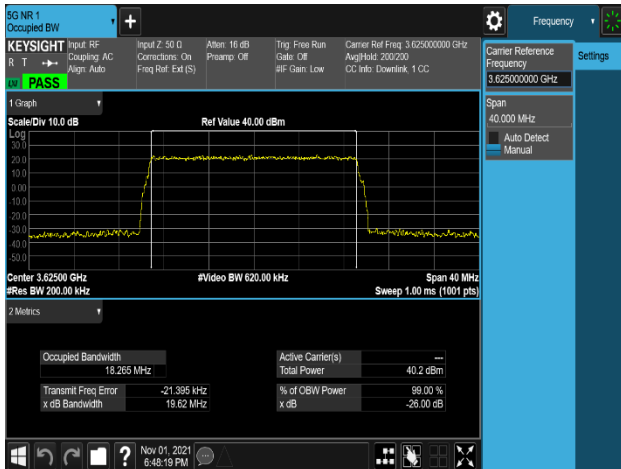 5G NR 1
Occupied BW
Frequency
KEYSIGHT
R T
PASS
Input: RF
Coupling: AC
Align: Auto
Input Z: 50 Ω
Corrections: On
Freq Ref: Ext (S)
Atten: 16 dB
Preamp: Off
Trig: Free Run
Gate: Off
#IF Gain: Low
Carrier Ref Freq: 3.625000000 GHz
Avg|Hold: 200/200
CC Info: Downlink, 1 CC
Carrier Reference
Frequency
3.625000000 GHz
Settings
Span
40.000 MHz
Auto Detect
Manual
1 Graph
Scale/Div 10.0 dB
Ref Value 40.00 dBm
Log
30.0
20.0
10.0
0.00
-10.0
-20.0
-30.0
-40.0
-50.0
Center 3.62500 GHz
#Video BW 620.00 kHz
Span 40 MHz
#Res BW 200.00 kHz
Sweep 1.00 ms (1001 pts)
2 Metrics
Occupied Bandwidth
18.265 MHz
Active Carrier(s)
---
Total Power
40.2 dBm
Transmit Freq Error
-21.395 kHz
% of OBW Power
99.00 %
x dB Bandwidth
19.62 MHz
x dB
-26.00 dB
?
Nov 01, 2021
6:48:19 PM